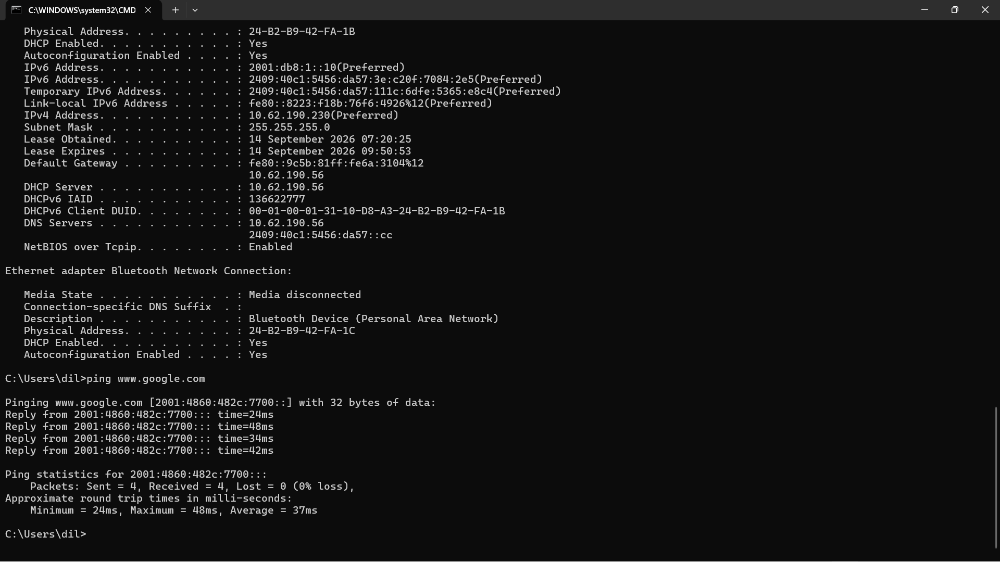 C:\WINDOWS\system32\CMD
   Physical Address. . . . . . . . . : 24-B2-B9-42-FA-1B
   DHCP Enabled. . . . . . . . . . . : Yes
   Autoconfiguration Enabled . . . . : Yes
   IPv6 Address. . . . . . . . . . . : 2001:db8:1::10(Preferred)
   IPv6 Address. . . . . . . . . . . : 2409:40c1:5456:da57:3e:c20f:7084:2e5(Preferred)
   Temporary IPv6 Address. . . . . . : 2409:40c1:5456:da57:111c:6dfe:5365:e8c4(Preferred)
   Link-local IPv6 Address . . . . . : fe80::8223:f18b:76f6:4926%12(Preferred)
   IPv4 Address. . . . . . . . . . . : 10.62.190.230(Preferred)
   Subnet Mask . . . . . . . . . . . : 255.255.255.0
   Lease Obtained. . . . . . . . . . : 14 September 2026 07:20:25
   Lease Expires . . . . . . . . . . : 14 September 2026 09:50:53
   Default Gateway . . . . . . . . . : fe80::9c5b:81ff:fe6a:3104%12
                                       10.62.190.56
   DHCP Server . . . . . . . . . . . : 10.62.190.56
   DHCPv6 IAID . . . . . . . . . . . : 136622777
   DHCPv6 Client DUID. . . . . . . . : 00-01-00-01-31-10-D8-A3-24-B2-B9-42-FA-1B
   DNS Servers . . . . . . . . . . . : 10.62.190.56
                                       2409:40c1:5456:da57::cc
   NetBIOS over Tcpip. . . . . . . . : Enabled
Ethernet adapter Bluetooth Network Connection:
   Media State . . . . . . . . . . . : Media disconnected
   Connection-specific DNS Suffix  . :
   Description . . . . . . . . . . . : Bluetooth Device (Personal Area Network)
   Physical Address. . . . . . . . . : 24-B2-B9-42-FA-1C
   DHCP Enabled. . . . . . . . . . . : Yes
   Autoconfiguration Enabled . . . . : Yes
C:\Users\dil>ping www.google.com
Pinging www.google.com [2001:4860:482c:7700::] with 32 bytes of data:
Reply from 2001:4860:482c:7700::: time=24ms
Reply from 2001:4860:482c:7700::: time=48ms
Reply from 2001:4860:482c:7700::: time=34ms
Reply from 2001:4860:482c:7700::: time=42ms
Ping statistics for 2001:4860:482c:7700:::
    Packets: Sent = 4, Received = 4, Lost = 0 (0% loss),
Approximate round trip times in milli-seconds:
    Minimum = 24ms, Maximum = 48ms, Average = 37ms
C:\Users\dil>